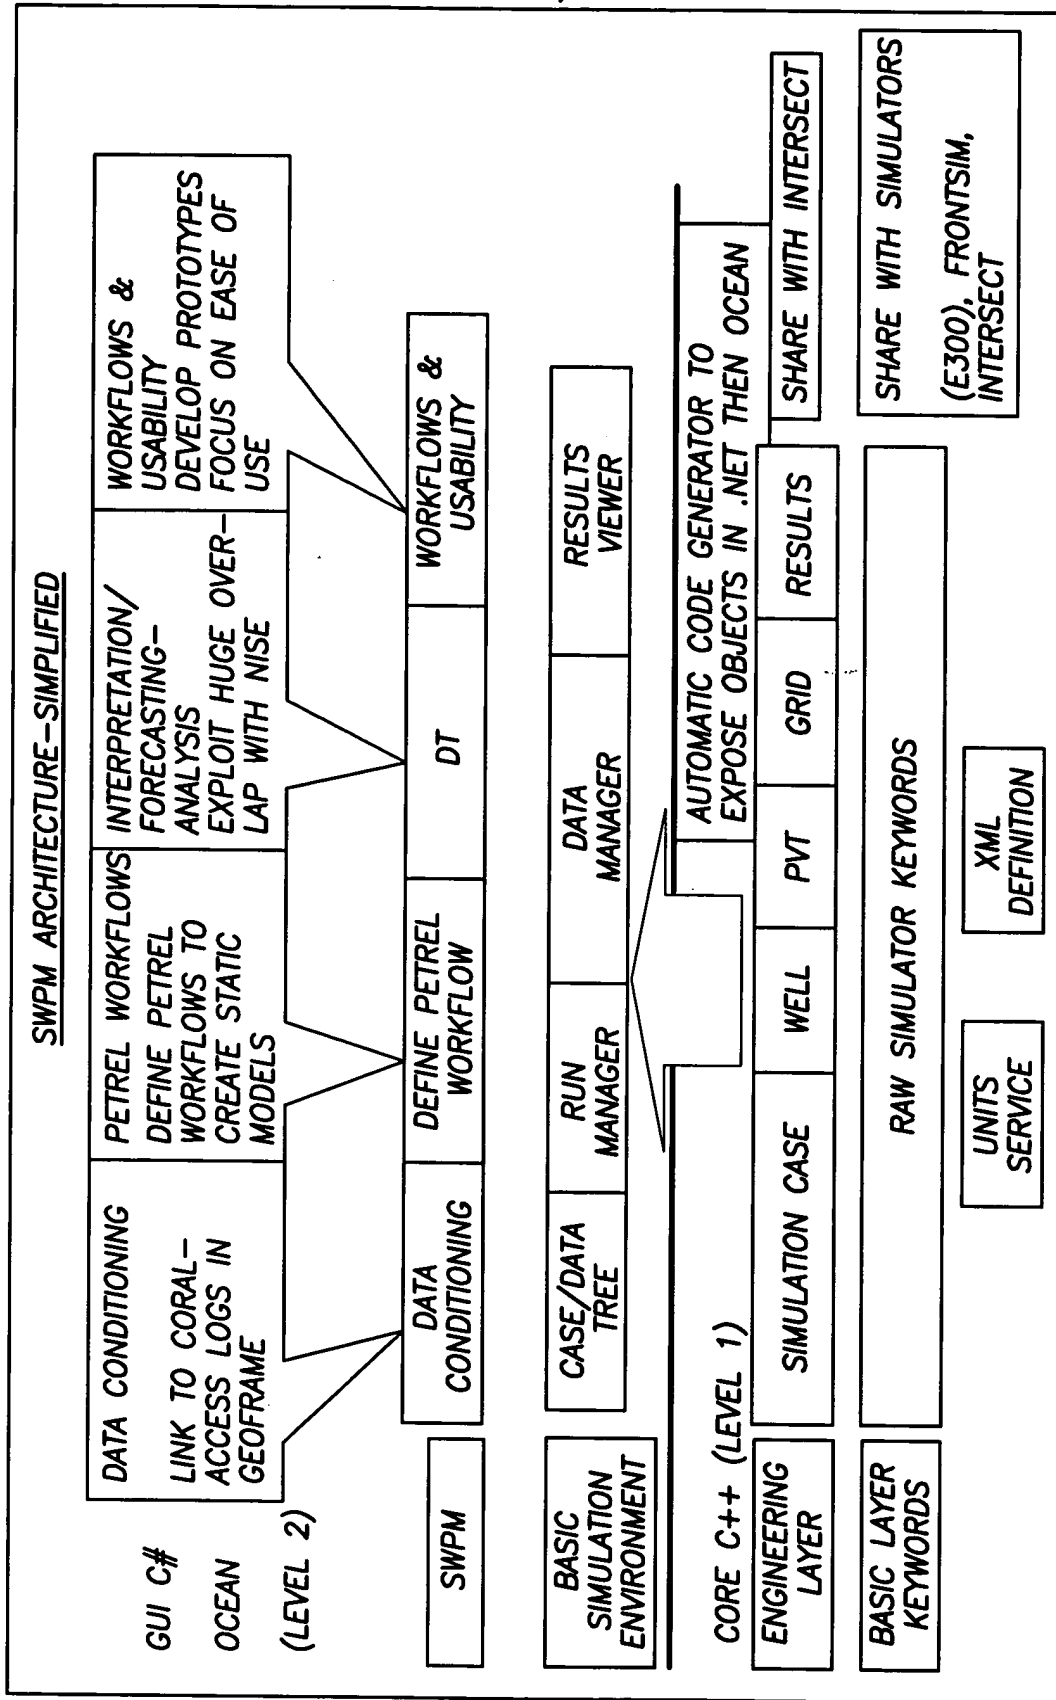 SWPM ARCHITECTURE-SIMPLIFIED
GUI C#
OCEAN
(LEVEL 2)
DATA CONDITIONING
LINK TO CORAL-
ACCESS LOGS IN
GEOFRAME
PETREL WORKFLOWS
DEFINE PETREL
WORKFLOWS TO
CREATE STATIC
MODELS
INTERPRETATION/
FORECASTING-
ANALYSIS
EXPLOIT HUGE OVER-
LAP WITH NISE
WORKFLOWS &
USABILITY
DEVELOP PROTOTYPES
FOCUS ON EASE OF
USE
SWPM
DATA
CONDITIONING
DEFINE PETREL
WORKFLOW
DT
WORKFLOWS &
USABILITY
BASIC
SIMULATION
ENVIRONMENT
CASE/DATA
TREE
RUN
MANAGER
DATA
MANAGER
RESULTS
VIEWER
CORE C++ (LEVEL 1)
AUTOMATIC CODE GENERATOR TO
EXPOSE OBJECTS IN .NET THEN OCEAN
ENGINEERING
LAYER
SIMULATION CASE
WELL
PVT
GRID
RESULTS
SHARE WITH INTERSECT
BASIC LAYER
KEYWORDS
RAW SIMULATOR KEYWORDS
SHARE WITH SIMULATORS
(E300), FRONTSIM,
INTERSECT
UNITS
SERVICE
XML
DEFINITION